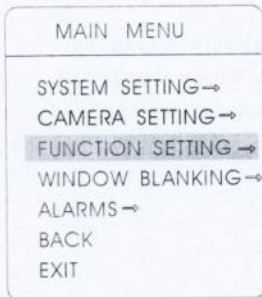 MAIN MENU
SYSTEM SETTING→
CAMERA SETTING→
FUNCTION SETTING→
WINDOW BLANKING→
ALARMS→
BACK
EXIT